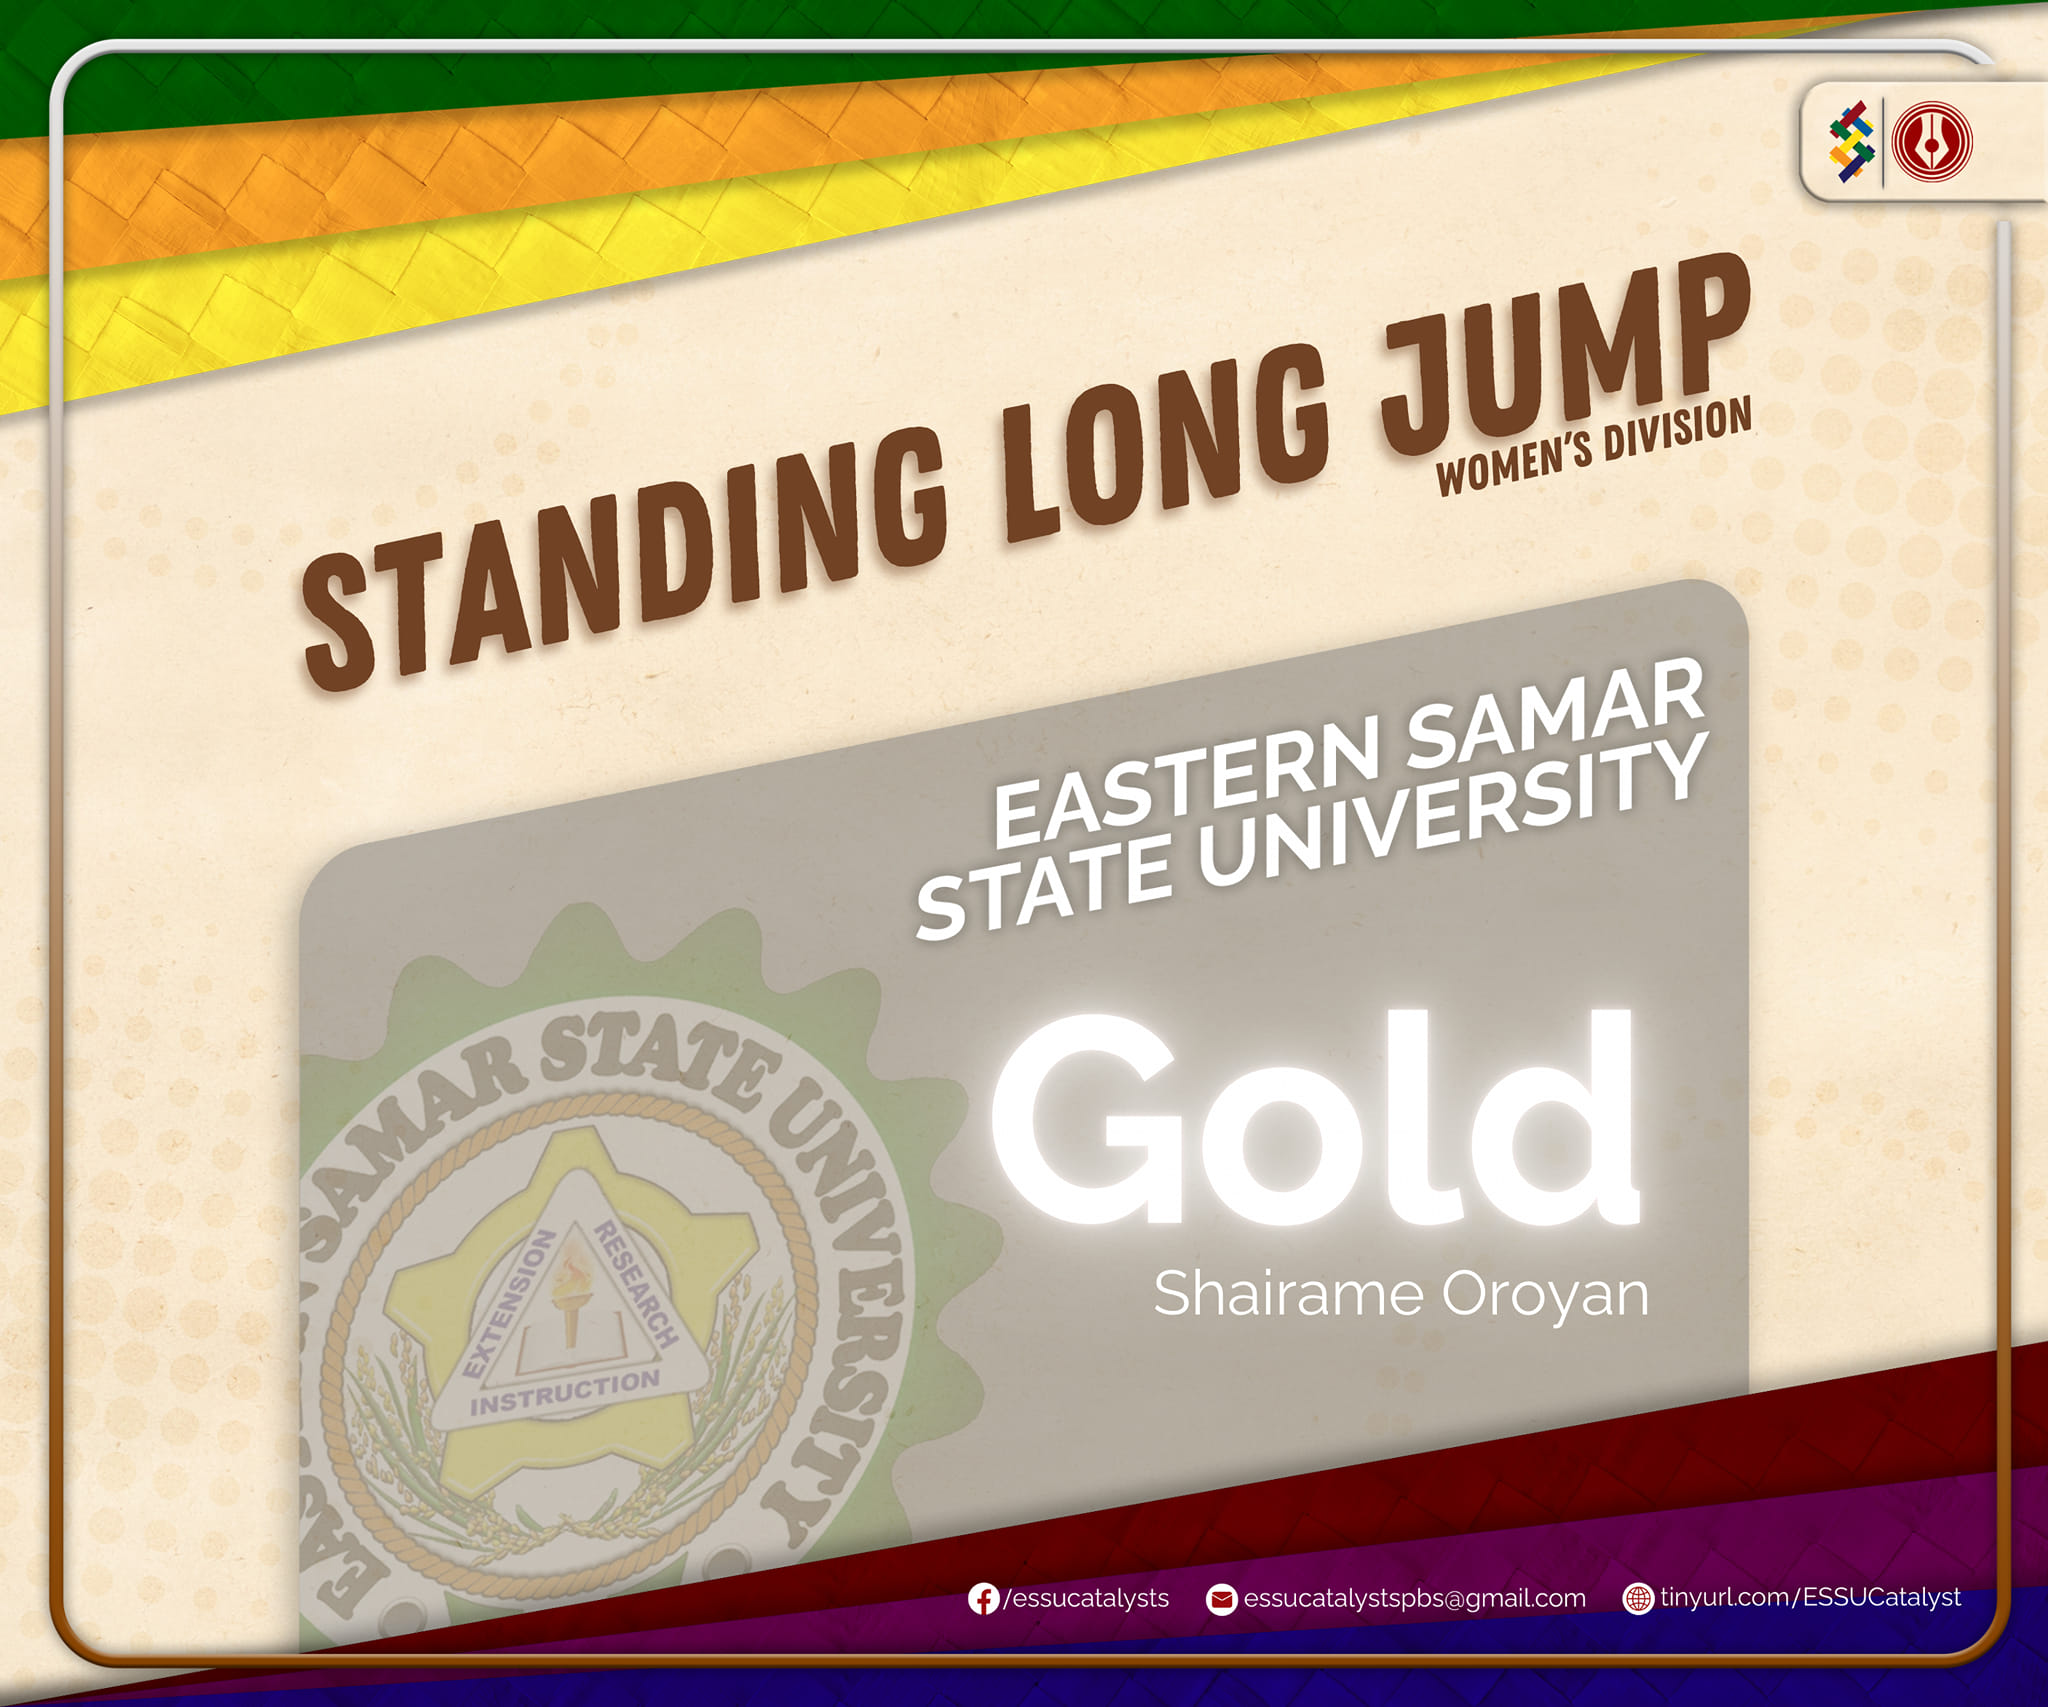 STANDING LONG JUMP
WOMEN'S DIVISION
EASTERN SAMAR
STATE UNIVERSITY
Gold
Shairame Oroyan
SAMAR STATE UNIVERSITY
EXTENSION
RESEARCH
INSTRUCTION
/essucatalysts
essucatalystspbs@gmail.com
tinyurl.com/ESSUCatalyst